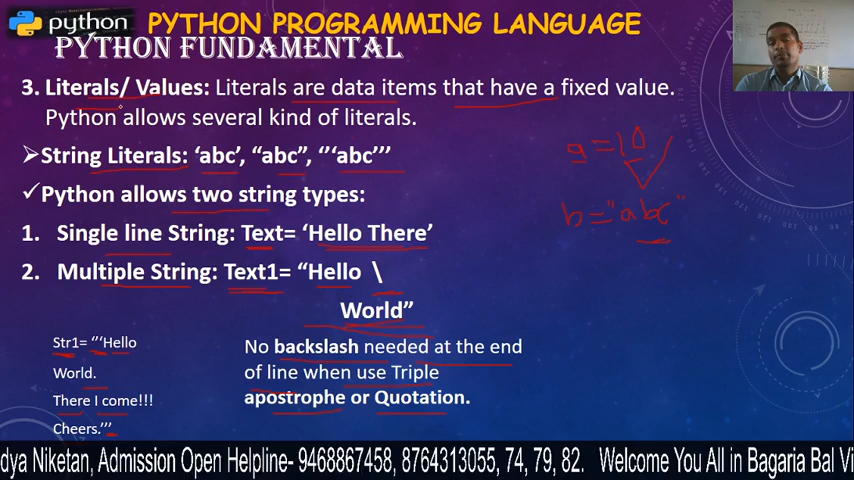 python
PYTHON PROGRAMMING LANGUAGE
PYTHON FUNDAMENTAL
3. Literals/ Values: Literals are data items that have a fixed value.
Python allows several kind of literals.
➢String Literals: ‘abc’, “abc”, ‘’‘abc’’’
✓Python allows two string types:
1. Single line String: Text= ‘Hello There’
2. Multiple String: Text1= “Hello \
World”
a=10
b="abc"
Str1= ”‘Hello
World.
There I come!!!
Cheers.’’’
No backslash needed at the end
of line when use Triple
apostrophe or Quotation.
dya Niketan, Admission Open Helpline- 9468867458, 8764313055, 74, 79, 82. Welcome You All in Bagaria Bal Vi